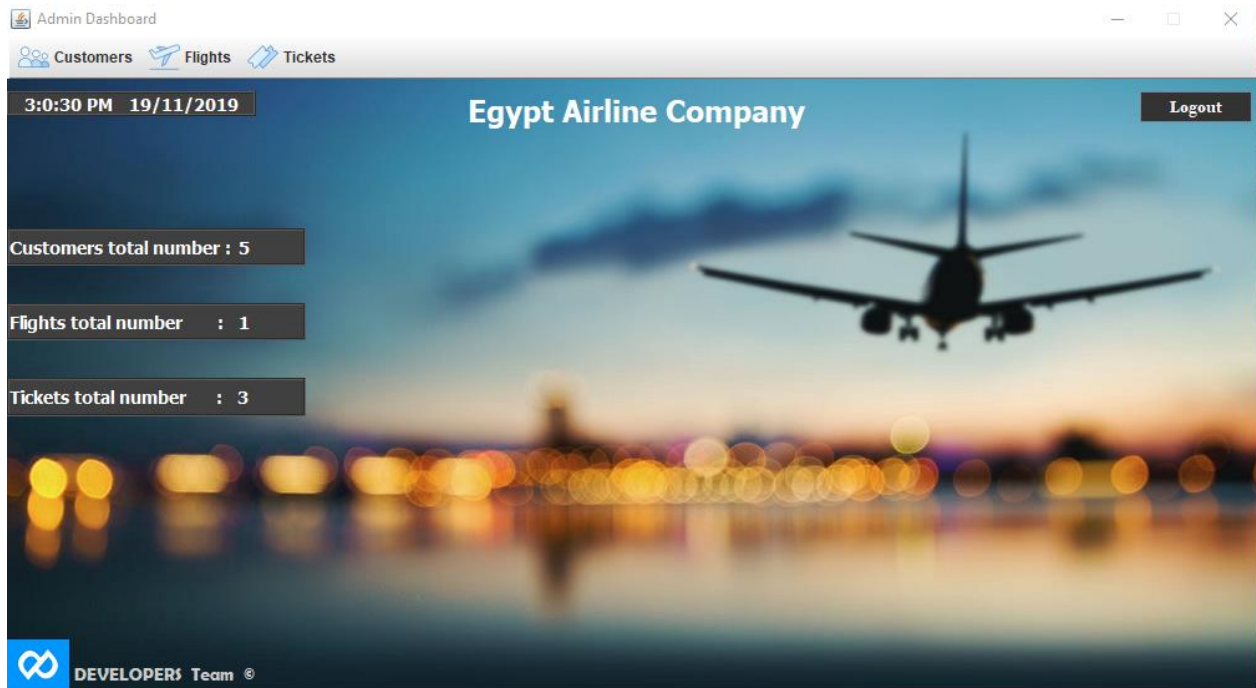 Admin Dashboard
Customers Flights Tickets
3:0:30 PM 19/11/2019
Egypt Airline Company
Logout
Customers total number : 5
Flights total number : 1
Tickets total number : 3
DEVELOPERS Team ©